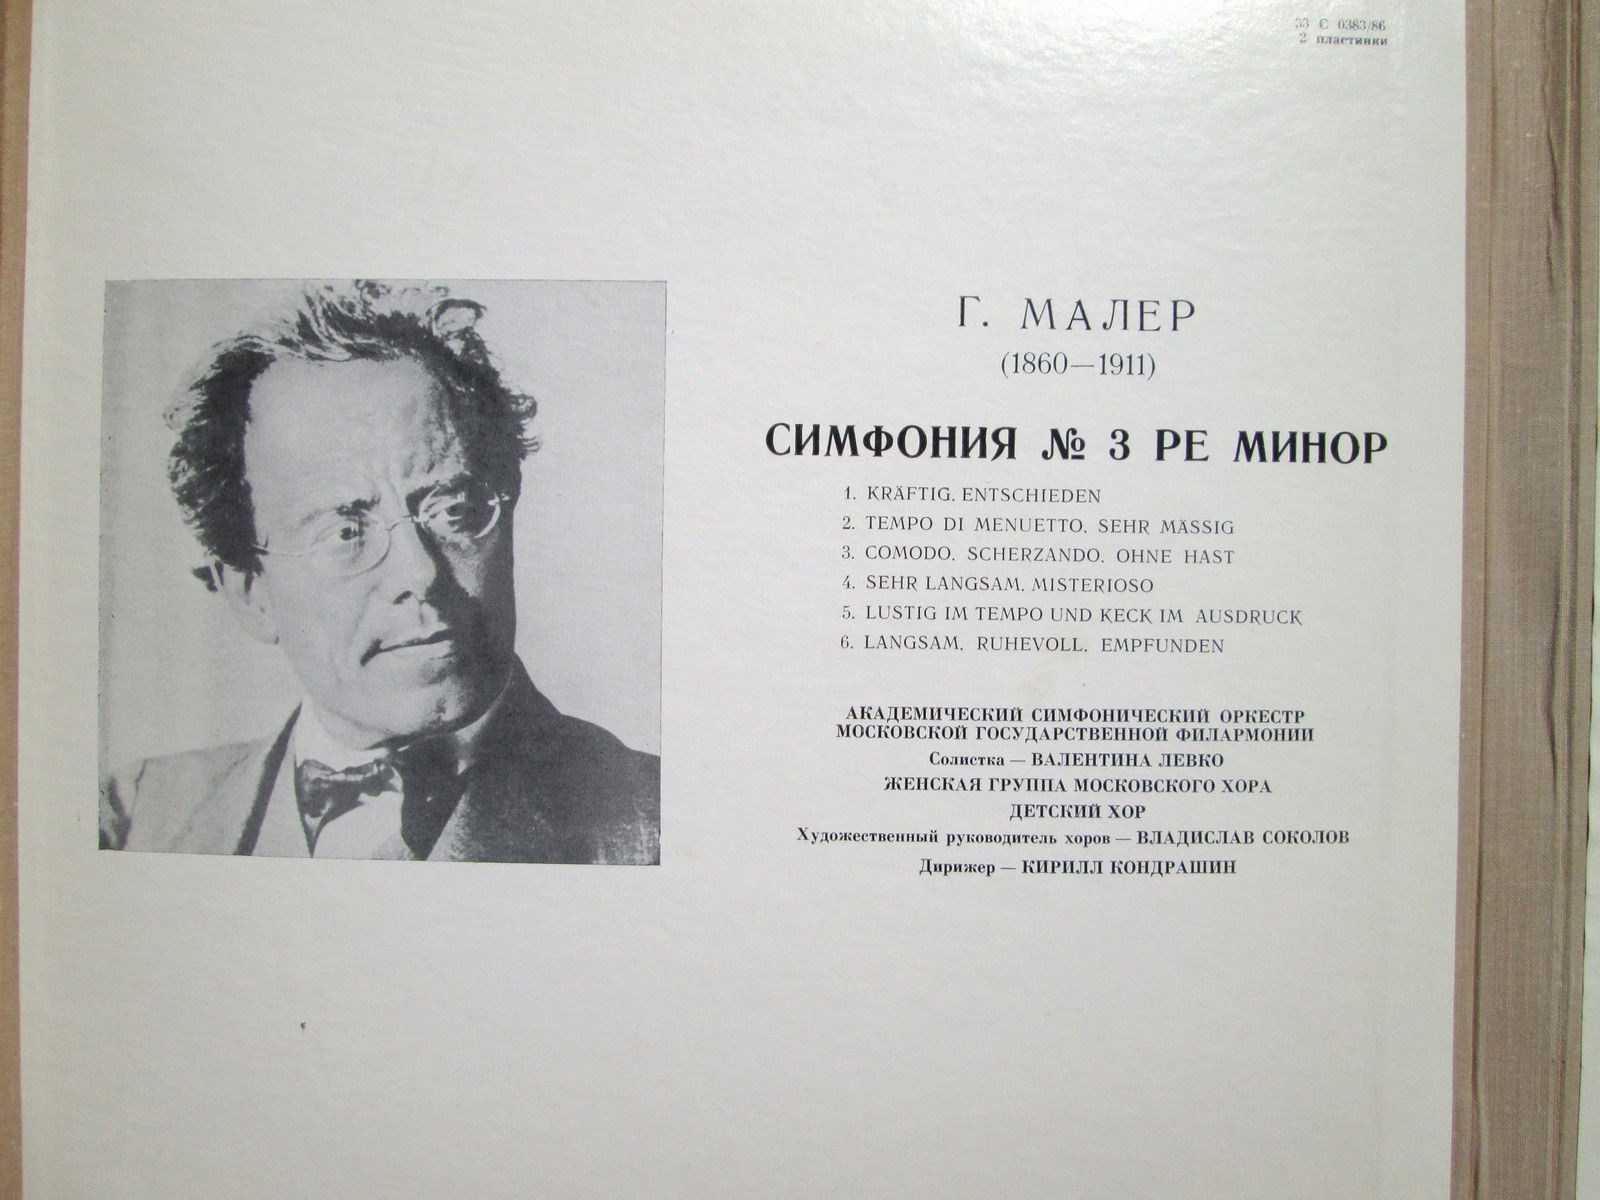 33 С 0383/86
2 пластинки
Г. МАЛЕР
(1860—1911)
СИМФОНИЯ № 3 РЕ МИНОР
1. KRÄFTIG. ENTSCHIEDEN
2. TEMPO DI MENUETTO. SEHR MÄSSIG
3. COMODO. SCHERZANDO. OHNE HAST
4. SEHR LANGSAM. MISTERIOSO
5. LUSTIG IM TEMPO UND KECK IM AUSDRUCK
6. LANGSAM. RUHEVOLL. EMPFUNDEN
АКАДЕМИЧЕСКИЙ СИМФОНИЧЕСКИЙ ОРКЕСТР
МОСКОВСКОЙ ГОСУДАРСТВЕННОЙ ФИЛАРМОНИИ
Солистка — ВАЛЕНТИНА ЛЕВКО
ЖЕНСКАЯ ГРУППА МОСКОВСКОГО ХОРА
ДЕТСКИЙ ХОР
Художественный руководитель хоров — ВЛАДИСЛАВ СОКОЛОВ
Дирижер — КИРИЛЛ КОНДРАШИН